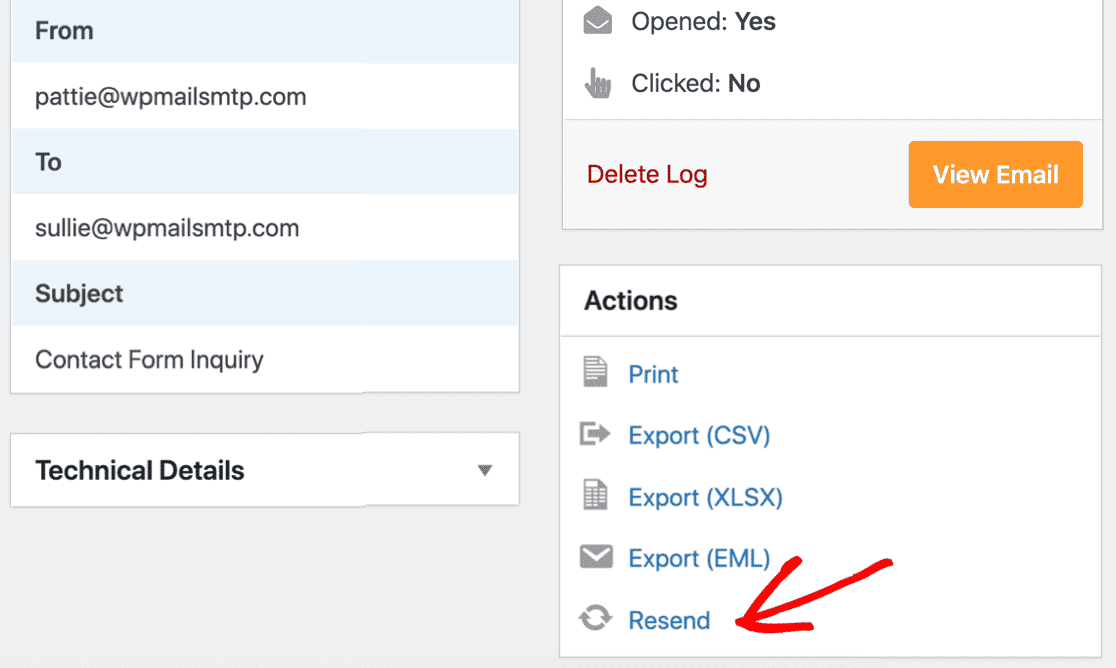 From
pattie@wpmailsmtp.com
To
sullie@wpmailsmtp.com
Subject
Contact Form Inquiry
Technical Details
Opened: Yes
Clicked: No
Delete Log
View Email
Actions
Print
Export (CSV)
Export (XLSX)
Export (EML)
Resend